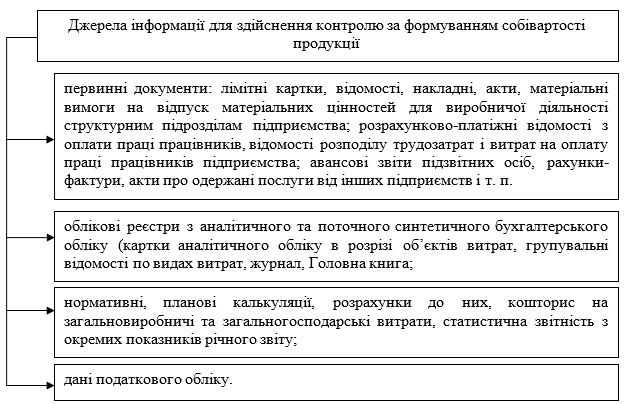 Джерела інформації для здійснення контролю за формуванням собівартості
продукції
первинні документи: лімітні картки, відомості, накладні, акти, матеріальні
вимоги на відпуск матеріальних цінностей для виробничої діяльності
структурним підрозділам підприємства; розрахунково-платіжні відомості з
оплати праці працівників, відомості розподілу трудозатрат і витрат на оплату
праці працівників підприємства; авансові звіти підзвітних осіб, рахунки-
фактури, акти про одержані послуги від інших підприємств і т. п.
облікові реєстри з аналітичного та поточного синтетичного бухгалтерського
обліку (картки аналітичного обліку в розрізі об’єктів витрат, групувальні
відомості по видах витрат, журнал, Головна книга;
нормативні, планові калькуляції, розрахунки до них, кошторис на
загальновиробничі та загальногосподарські витрати, статистична звітність з
окремих показників річного звіту;
дані податкового обліку.